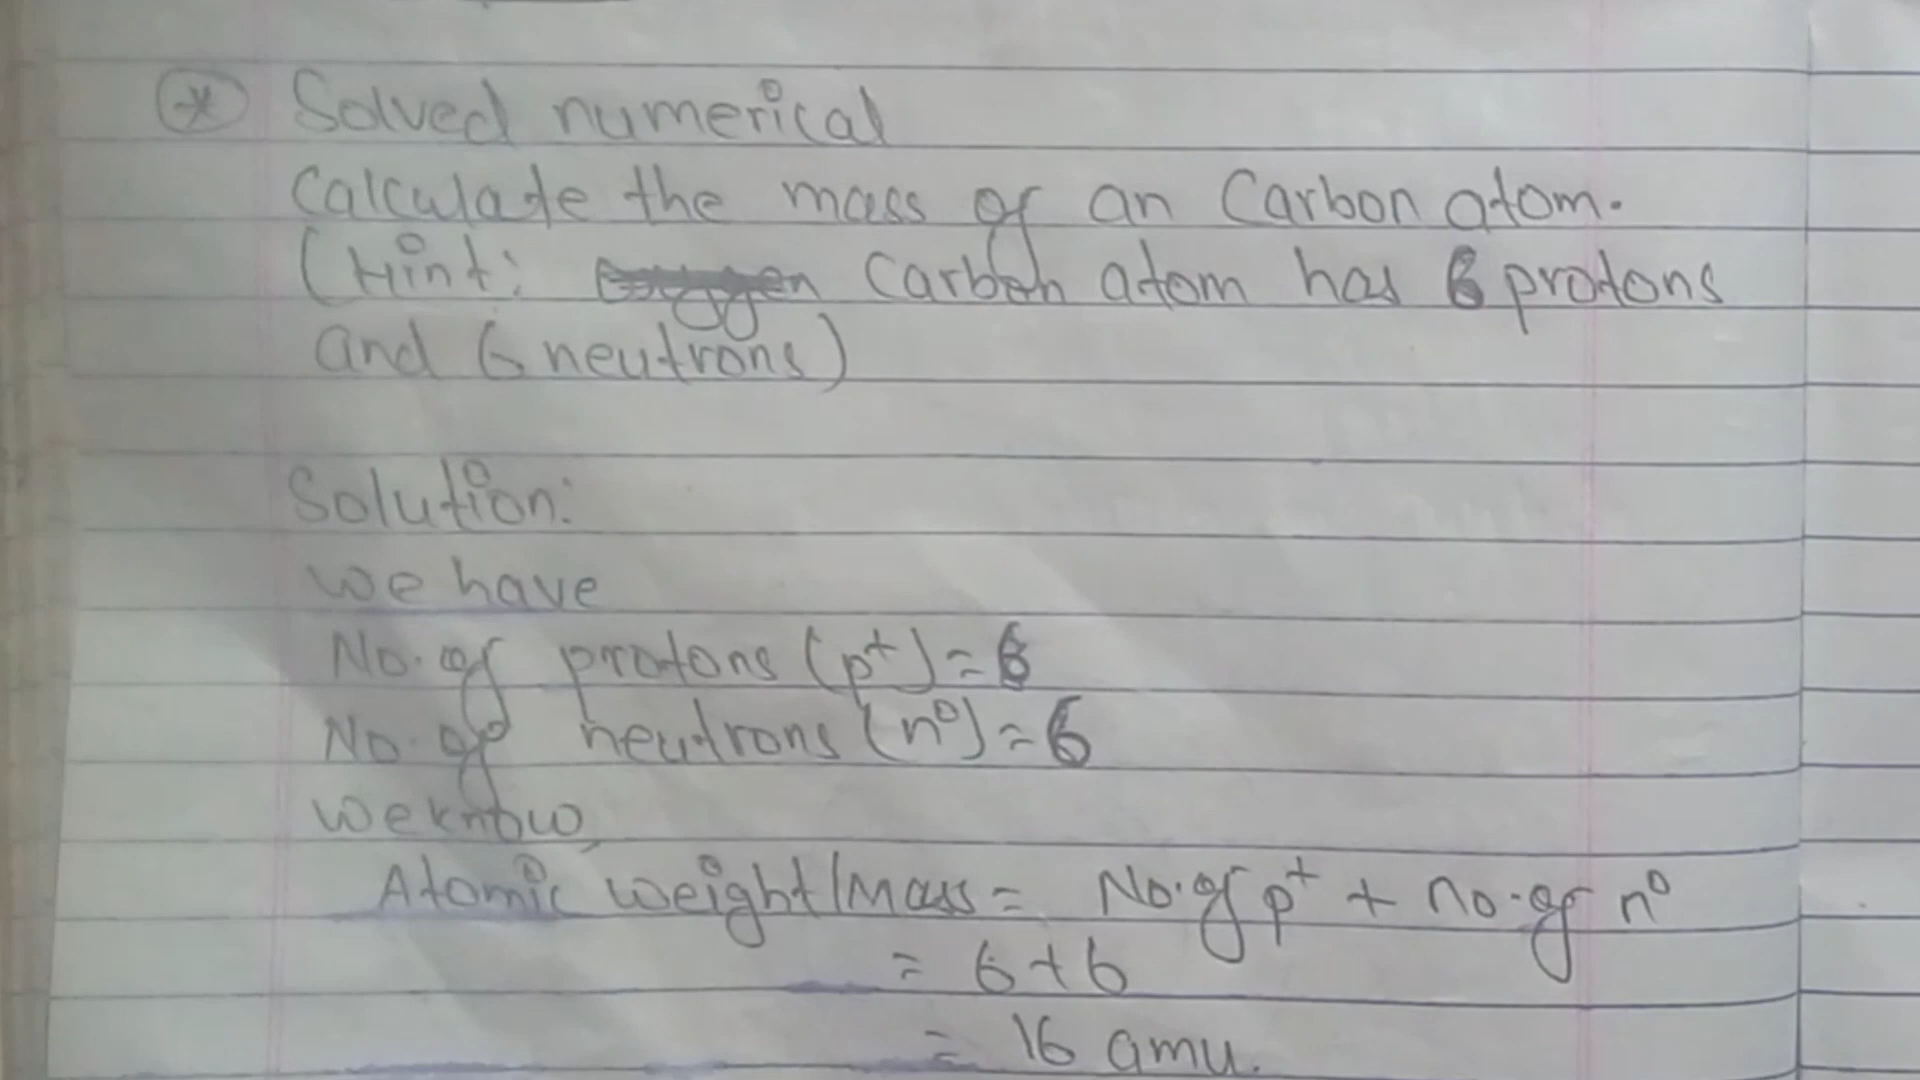 * Solved numerical
Calculate the mass of an Carbon atom.
(Hint: Carbon atom has 6 protons
and 6 neutrons)
Solution:
we have
No. of protons (p+) = 6
No. of neutrons (n0) = 6
we know
Atomic weight/Mass = No. of p+ + no. of n0
= 6+6
= 16 amu.